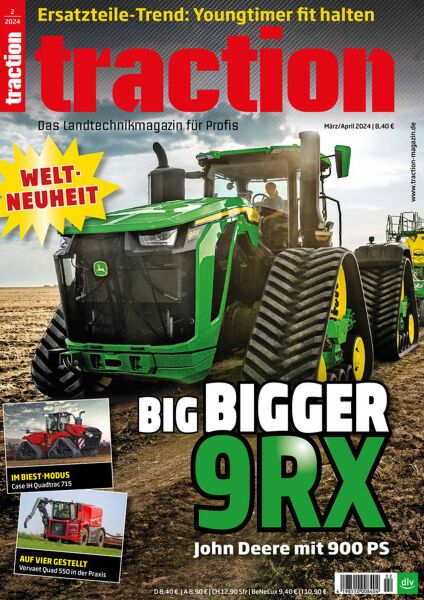 Ersatzteile-Trend: Youngtimer fit halten
2
2024
traction
traction
Das Landtechnikmagazin für Profis
März/April 2024 | 8,40 €
www.traction-magazin.de
WELT-
NEUHEIT
BIG BIGGER
9RX
John Deere mit 900 PS
IM BIEST-MODUS
Case IH Quadtrac 715
AUF VIER GESTELLT
Vervaet Quad 550 in der Praxis
D 8,40 € | A 8,90 € | CH 12,90 Sfr | BeNeLux 9,40 € | I 10,90 €
dlv